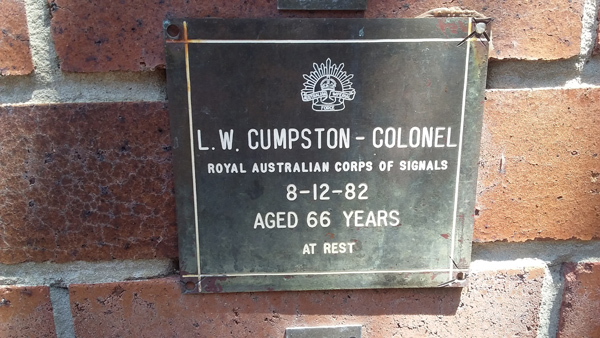 L. W. CUMPSTON - COLONEL
ROYAL AUSTRALIAN CORPS OF SIGNALS
8-12-82
AGED 66 YEARS
AT REST